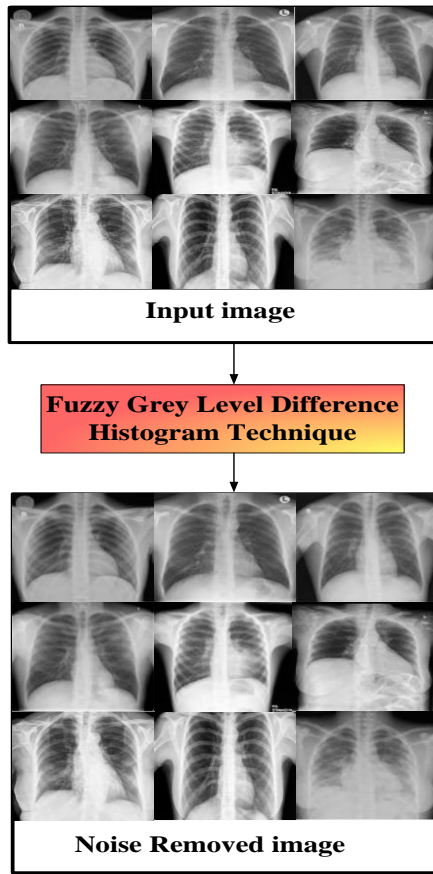 L
Input image
Fuzzy Grey Level Difference
Histogram Technique
L
Noise Removed image